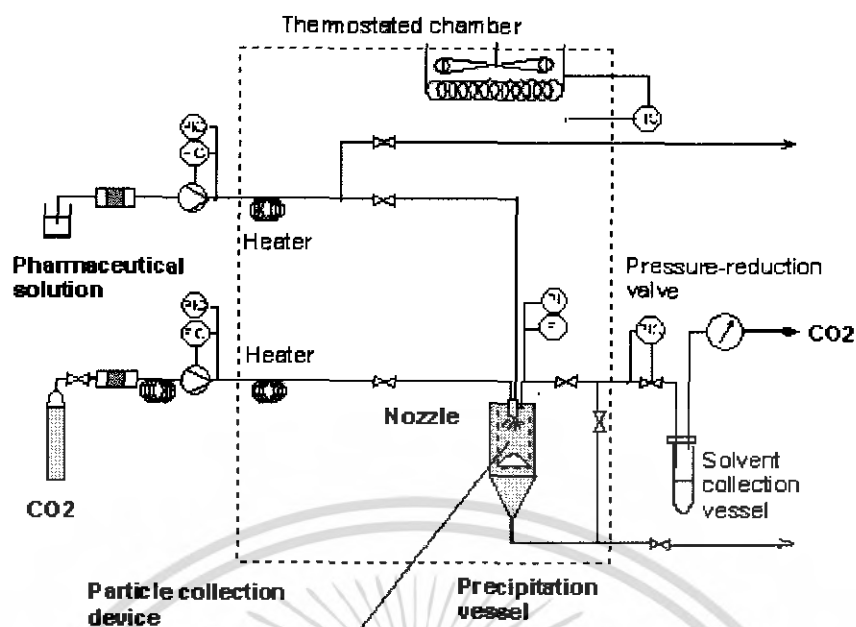 Thermostated chamber
Heater
Pharmaceutical
solution
Pressure-reduction
valve
Heater
CO2
Nozzle
Solvent
collection
vessel
CO2
Particle collection
device
Precipitation
vessel